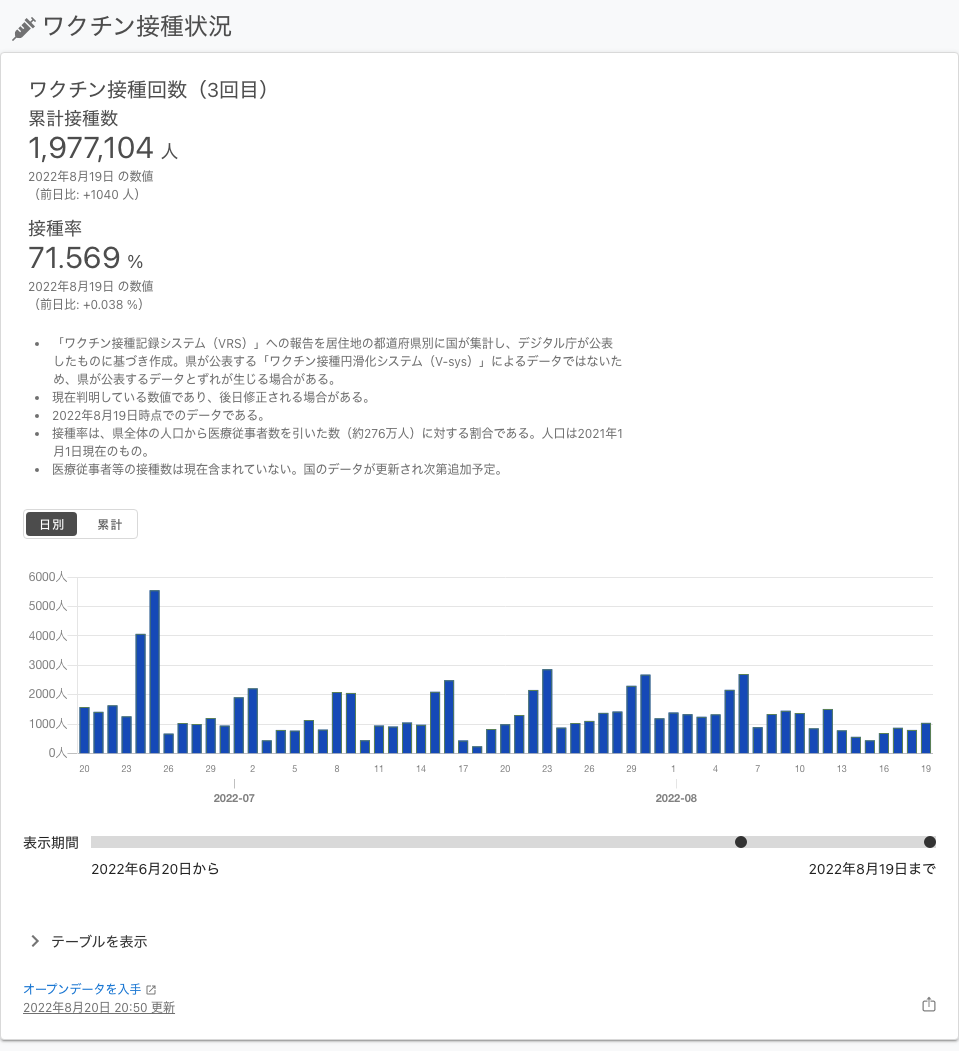 ワクチン接種状況
ワクチン接種回数（3回目）
累計接種数
1,977,104 人
2022年8月19日 の数値
（前日比: +1040 人）
接種率
71.569 %
2022年8月19日 の数値
（前日比: +0.038 %）
• 「ワクチン接種記録システム（VRS）」への報告を居住地の都道府県別に国が集計し、デジタル庁が公表
したものに基づき作成。県が公表する「ワクチン接種円滑化システム（V-sys）」によるデータではないた
め、県が公表するデータとずれが生じる場合がある。
• 現在判明している数値であり、後日修正される場合がある。
• 2022年8月19日時点でのデータである。
• 接種率は、県全体の人口から医療従事者数を引いた数（約276万人）に対する割合である。人口は2021年1
月1日現在のもの。
• 医療従事者等の接種数は現在含まれていない。国のデータが更新され次第追加予定。
日別 累計
6000人
5000人
4000人
3000人
2000人
1000人
0人
20 23 26 29 2 5 8 11 14 17 20 23 26 29 1 4 7 10 13 16 19
2022-07 2022-08
表示期間
2022年6月20日から 2022年8月19日まで
テーブルを表示
オープンデータを入手
2022年8月20日 20:50 更新